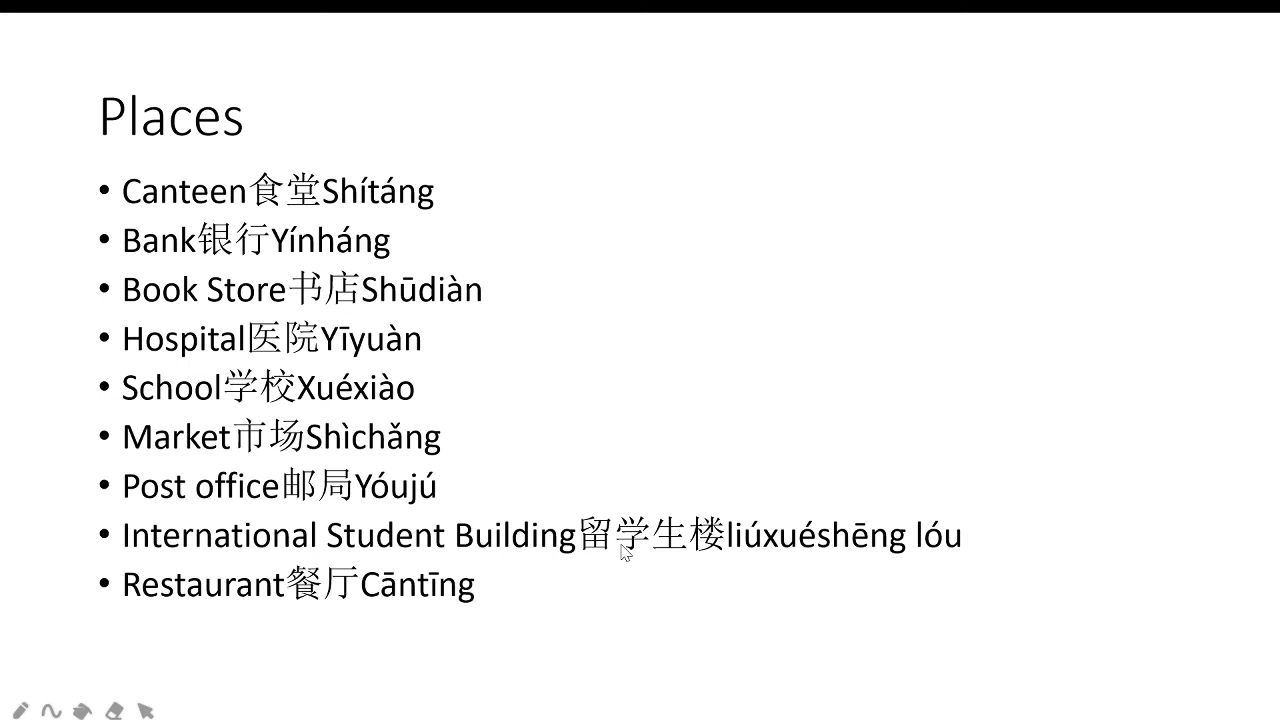 Places
• Canteen食堂Shítáng
• Bank银行Yínháng
• Book Store书店Shūdiàn
• Hospital医院Yīyuàn
• School学校Xuéxiào
• Market市场Shìchǎng
• Post office邮局Yóujú
• International Student Building留学生楼liúxuéshēng lóu
• Restaurant餐厅Cāntīng